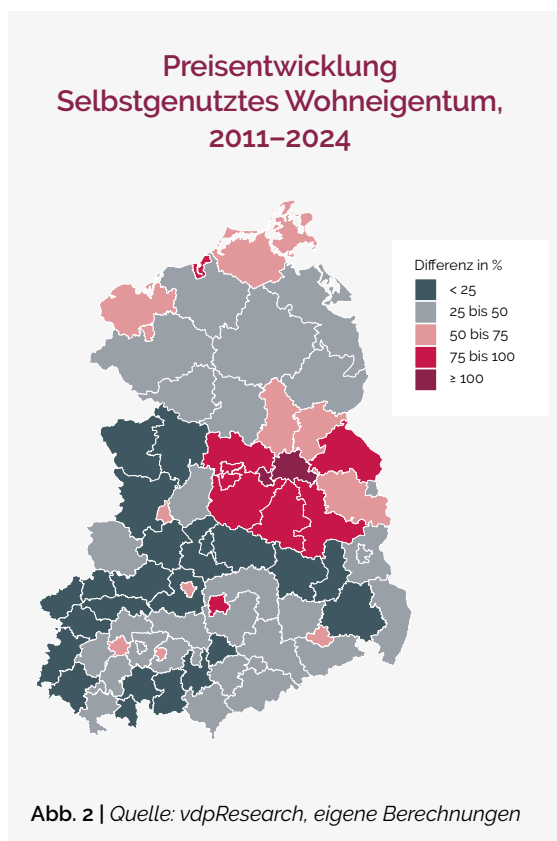 Preisentwicklung
Selbstgenutztes Wohneigentum,
2011–2024
Differenz in %
< 25
25 bis 50
50 bis 75
75 bis 100
≥ 100
Abb. 2 | Quelle: vdpResearch, eigene Berechnungen